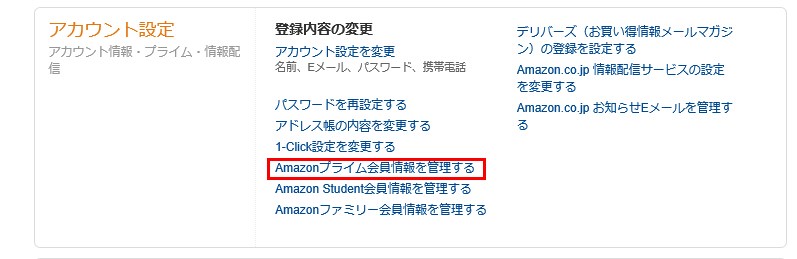 アカウント設定
アカウント情報・プライム・情報配
信
登録内容の変更
アカウント設定を変更
名前、Eメール、パスワード、携帯電話
パスワードを再設定する
アドレス帳の内容を変更する
1-Click設定を変更する
Amazonプライム会員情報を管理する
Amazon Student会員情報を管理する
Amazonファミリー会員情報を管理する
デリバーズ（お買い得情報メールマガジ
ン）の登録を設定する
Amazon.co.jp 情報配信サービスの設定
を変更する
Amazon.co.jp お知らせEメールを管理す
る